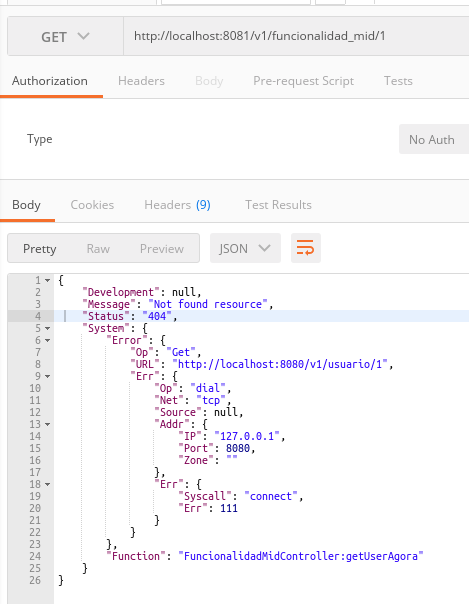 GET http://localhost:8081/v1/funcionalidad_mid/1
Authorization Headers Body Pre-request Script Tests
Type No Auth
Body Cookies Headers (9) Test Results
Pretty Raw Preview JSON
1 {
2 "Development": null,
3 "Message": "Not found resource",
4 "Status": "404",
5 "System": {
6 "Error": {
7 "Op": "Get",
8 "URL": "http://localhost:8080/v1/usuario/1",
9 "Err": {
10 "Op": "dial",
11 "Net": "tcp",
12 "Source": null,
13 "Addr": {
14 "IP": "127.0.0.1",
15 "Port": 8080,
16 "Zone": ""
17 },
18 "Err": {
19 "Syscall": "connect",
20 "Err": 111
21 }
22 }
23 },
24 "Function": "FuncionalidadMidController:getUserAgora"
25 }
26 }